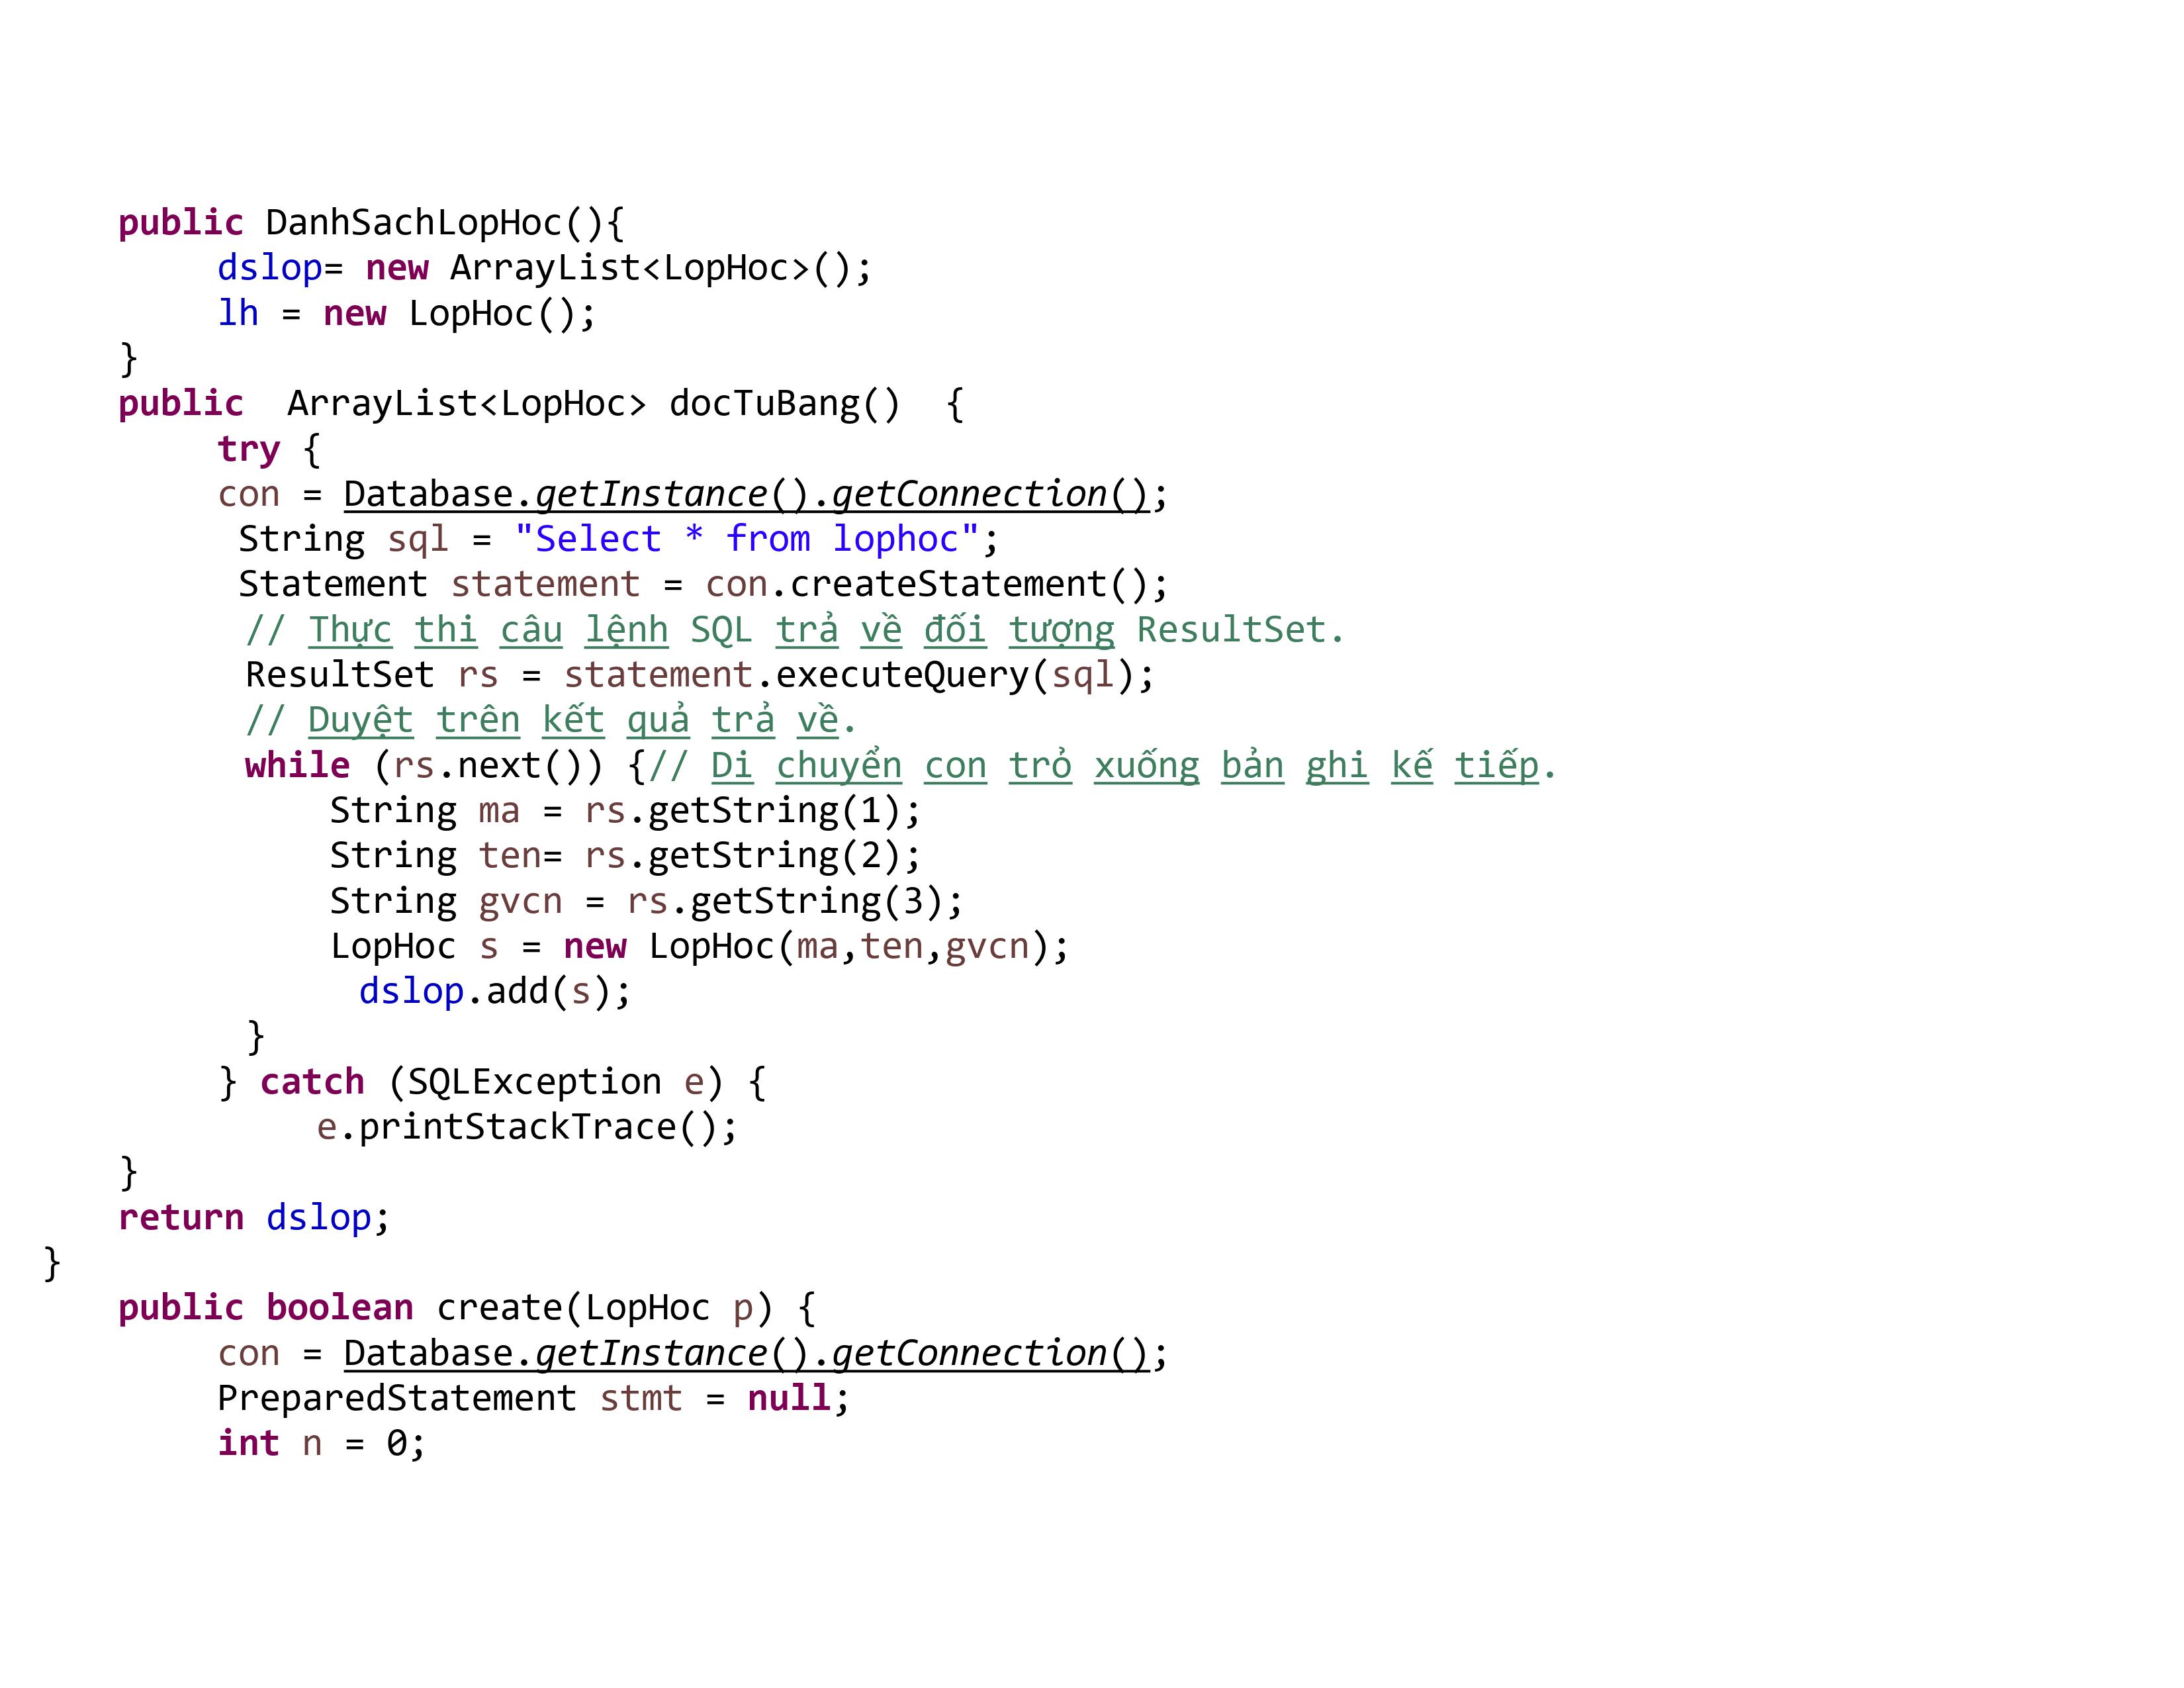 public DanhSachLopHoc(){
dslop= new ArrayList<LopHoc>();
lh = new LopHoc();
}
public  ArrayList<LopHoc> docTuBang()  {
try {
con = Database.getInstance().getConnection();
String sql = "Select * from lophoc";
Statement statement = con.createStatement();
// Thực thi câu lệnh SQL trả về đối tượng ResultSet.
ResultSet rs = statement.executeQuery(sql);
// Duyệt trên kết quả trả về.
while (rs.next()) {// Di chuyển con trỏ xuống bản ghi kế tiếp.
String ma = rs.getString(1);
String ten= rs.getString(2);
String gvcn = rs.getString(3);
LopHoc s = new LopHoc(ma,ten,gvcn);
dslop.add(s);
}
} catch (SQLException e) {
e.printStackTrace();
}
return dslop;
}
public boolean create(LopHoc p) {
con = Database.getInstance().getConnection();
PreparedStatement stmt = null;
int n = 0;